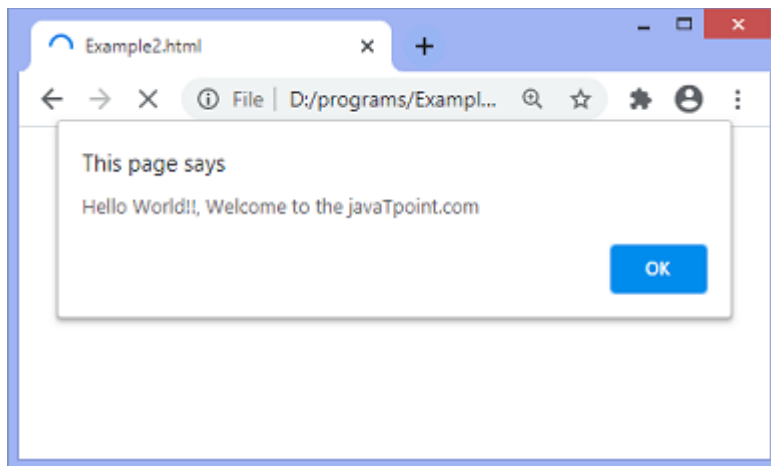 Example2.html
File | D:/programs/Exampl...
This page says
Hello World!!, Welcome to the javaTpoint.com
OK